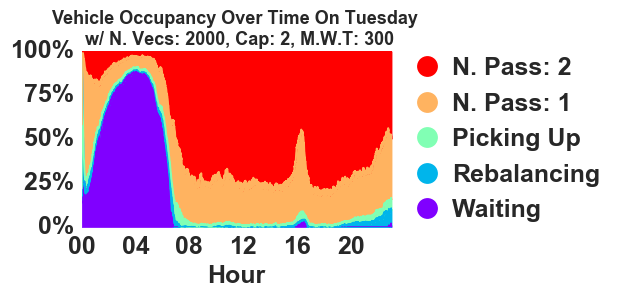 Vehicle Occupancy Over Time On Tuesday
w/ N. Vecs: 2000, Cap: 2, M.W.T: 300
100%
75%
50%
25%
0%
00 04 08 12 16 20
Hour
N. Pass: 2
N. Pass: 1
Picking Up
Rebalancing
Waiting